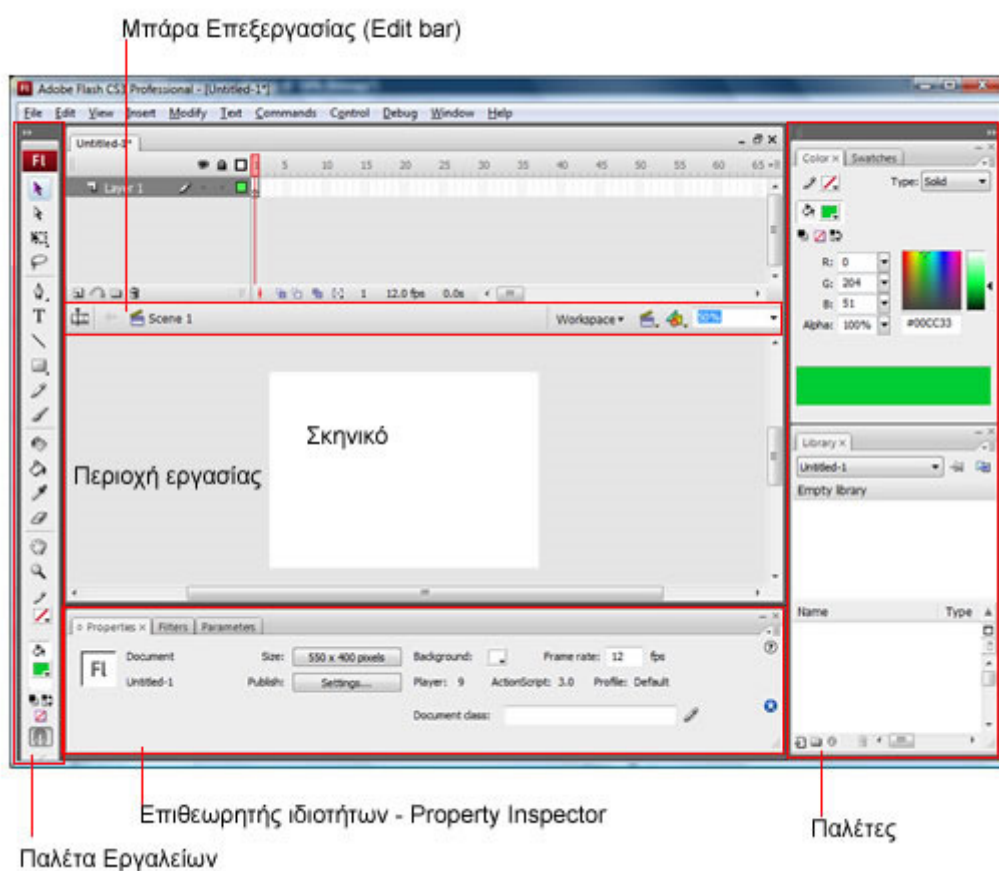 Μπάρα Επεξεργασίας (Edit bar)
Adobe Flash CS3 Professional - [Untitled-1*]
File Edit View Insert Modify Text Commands Control Debug Window Help
Untitled-1*
5 10 15 20 25 30 35 40 45 50 55 60 65
Layer 1
1 12.0 fps 0.0s
Scene 1 Workspace 50%
Σκηνικό
Περιοχή εργασίας
Properties x Filters Parameters
Fl Document Size: 550 x 400 pixels Background: Frame rate: 12 fps
Untitled-1 Publish: Settings... Player: 9 ActionScript: 3.0 Profile: Default
Document class:
Fl
T
Color x Swatches
Type: Solid
R: 0
G: 204
B: 51
Alpha: 100% #00CC33
Library x
Untitled-1
Empty library
Name Type
Επιθεωρητής ιδιοτήτων - Property Inspector
Παλέτες
Παλέτα Εργαλείων